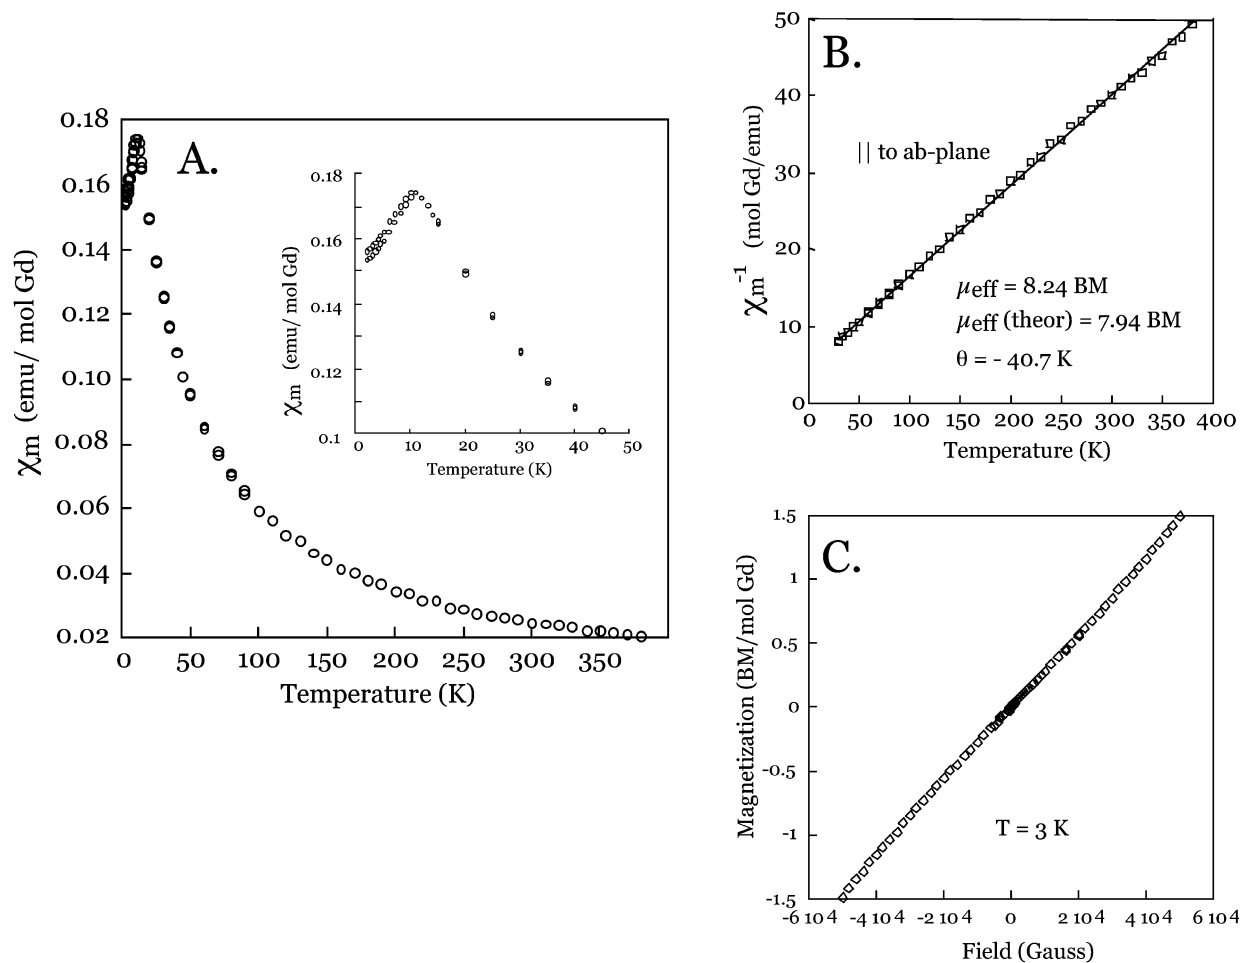 A.
0.18
0.16
0.14
0.12
0.10
0.08
0.06
0.04
0.02
χm (emu/ mol Gd)
0 50 100 150 200 250 300 350
Temperature (K)
0.18
0.16
0.14
0.12
0.1
χm (emu/ mol Gd)
0 10 20 30 40 50
Temperature (K)
B.
50
40
30
20
10
0
χm-1 (mol Gd/emu)
|| to ab-plane
μeff = 8.24 BM
μeff (theor) = 7.94 BM
θ = - 40.7 K
50 100 150 200 250 300 350 400
Temperature (K)
C.
1.5
1
0.5
0
-0.5
-1
-1.5
Magnetization (BM/mol Gd)
T = 3 K
-6 10 4 -4 10 4 -2 10 4 0 2 10 4 4 10 4 6 10 4
Field (Gauss)